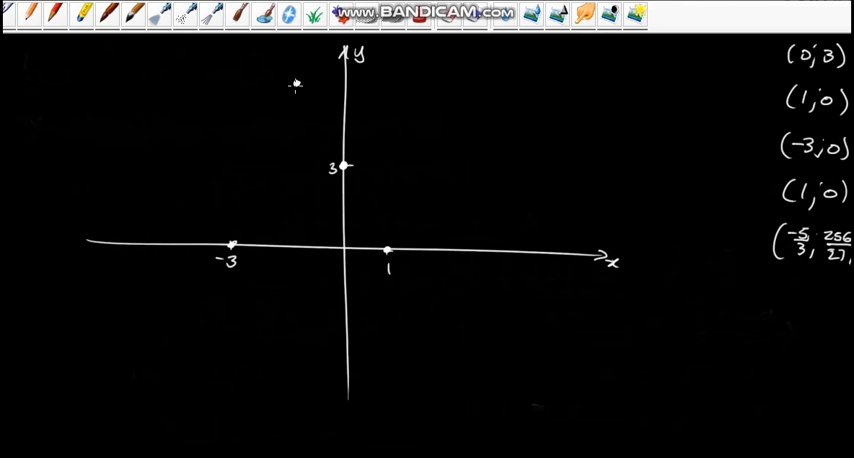 www.BANDICAM.com
y
(0; 3)
(1; 0)
3
(-3; 0)
(1; 0)
(-5/3; 256/27,
-3
1
x